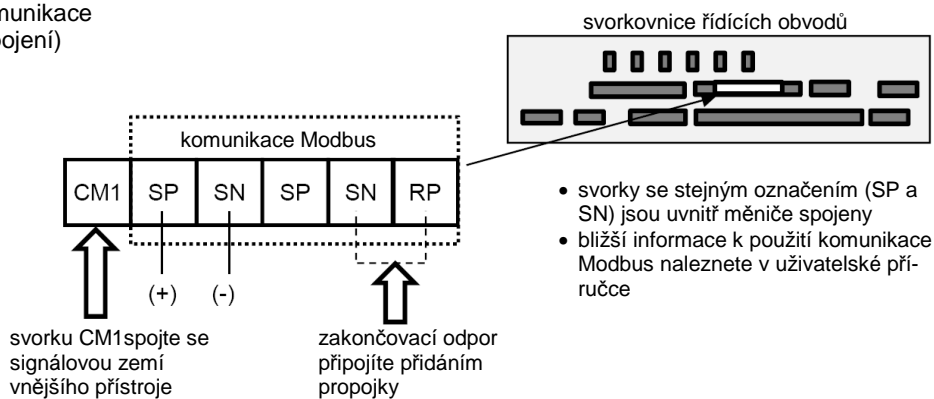 munikace
pojení)
svorkovnice řídících obvodů
komunikace Modbus
CM1 SP SN SP SN RP
(+) (-)
svorku CM1spojte se
signálovou zemí
vnějšího přístroje
zakončovací odpor
připojíte přidáním
propojky
• svorky se stejným označením (SP a
SN) jsou uvnitř měniče spojeny
• bližší informace k použití komunikace
Modbus naleznete v uživatelské pří-
ručce